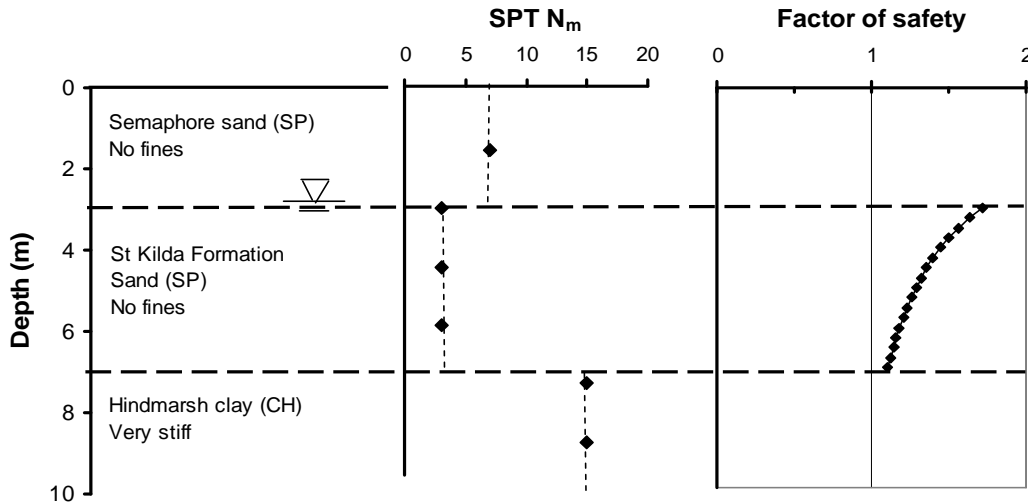 SPT Nm
Factor of safety
0 5 10 15 20
0 1 2
Depth (m)
0
Semaphore sand (SP)
No fines
2
St Kilda Formation
Sand (SP)
No fines
4
6
Hindmarsh clay (CH)
Very stiff
8
10